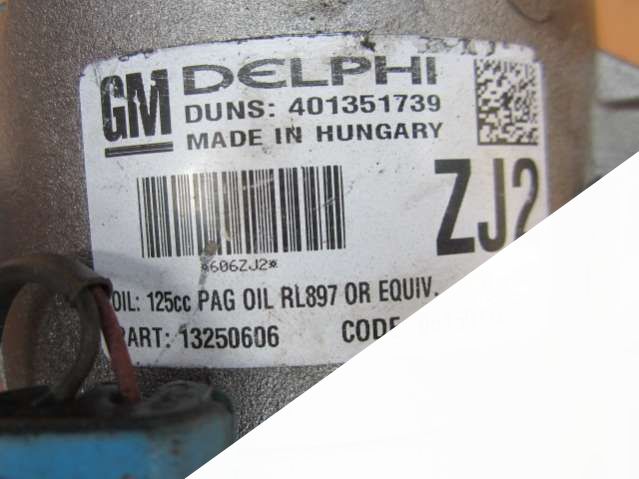 GM DELPHI
DUNS: 401351739
MADE IN HUNGARY
ZJ2
*606ZJ2*
OIL: 125cc PAG OIL RL897 OR EQUIV.
PART: 13250606 CODE